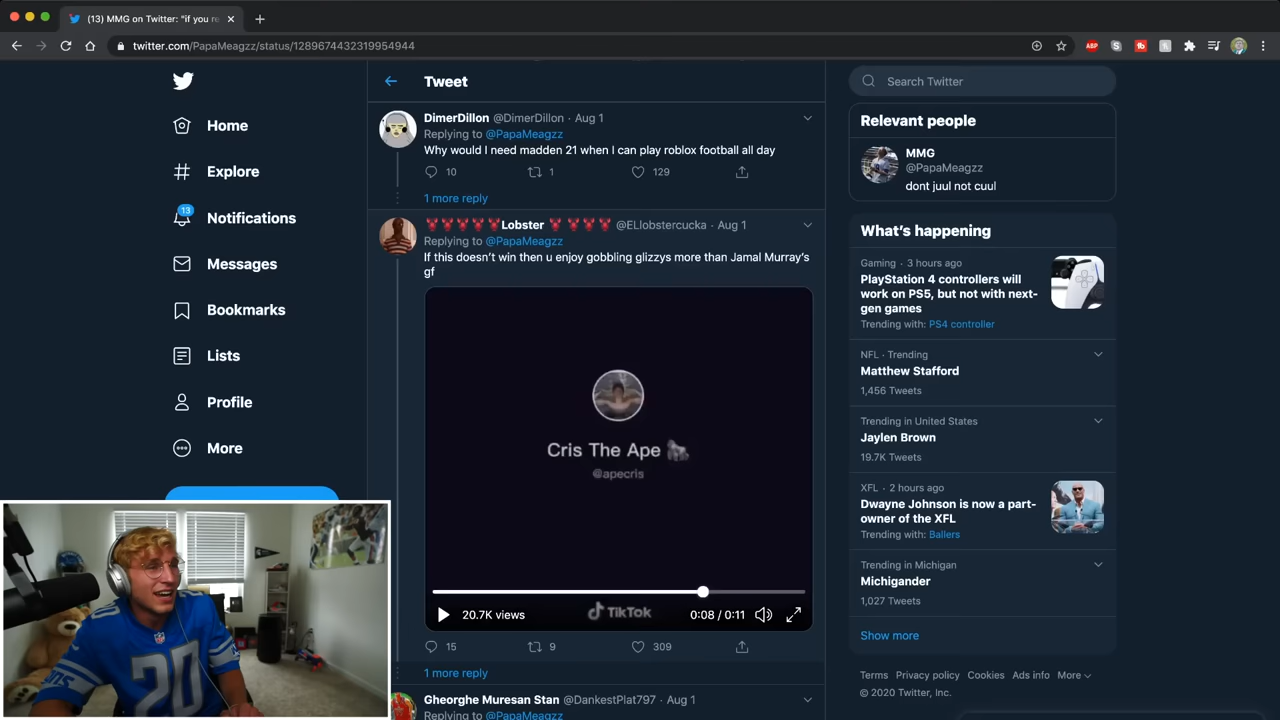 (13) MMG on Twitter: "if you re
twitter.com/PapaMeagzz/status/1289674432319954944
ABP
Home
Explore
13
Notifications
Messages
Bookmarks
Lists
Profile
More
Tweet
DimerDillon @DimerDillon · Aug 1
Replying to @PapaMeagzz
Why would I need madden 21 when I can play roblox football all day
10 1 129
1 more reply
🦞🦞🦞🦞🦞Lobster 🦞 🦞 🦞 🦞 @ELlobstercucka · Aug 1
Replying to @PapaMeagzz
If this doesn't win then u enjoy gobbling glizzys more than Jamal Murray's
gf
Cris The Ape 🦍
@apecris
20.7K views
TikTok
0:08 / 0:11
15 9 309
1 more reply
Gheorghe Muresan Stan @DankestPlat797 · Aug 1
Replying to @PapaMeagzz
Search Twitter
Relevant people
MMG
@PapaMeagzz
dont juul not cuul
What's happening
Gaming · 3 hours ago
PlayStation 4 controllers will
work on PS5, but not with next-
gen games
Trending with: PS4 controller
NFL · Trending
Matthew Stafford
1,456 Tweets
Trending in United States
Jaylen Brown
19.7K Tweets
XFL · 2 hours ago
Dwayne Johnson is now a part-
owner of the XFL
Trending with: Ballers
Trending in Michigan
Michigander
1,027 Tweets
Show more
Terms Privacy policy Cookies Ads info More
© 2020 Twitter, Inc.
20